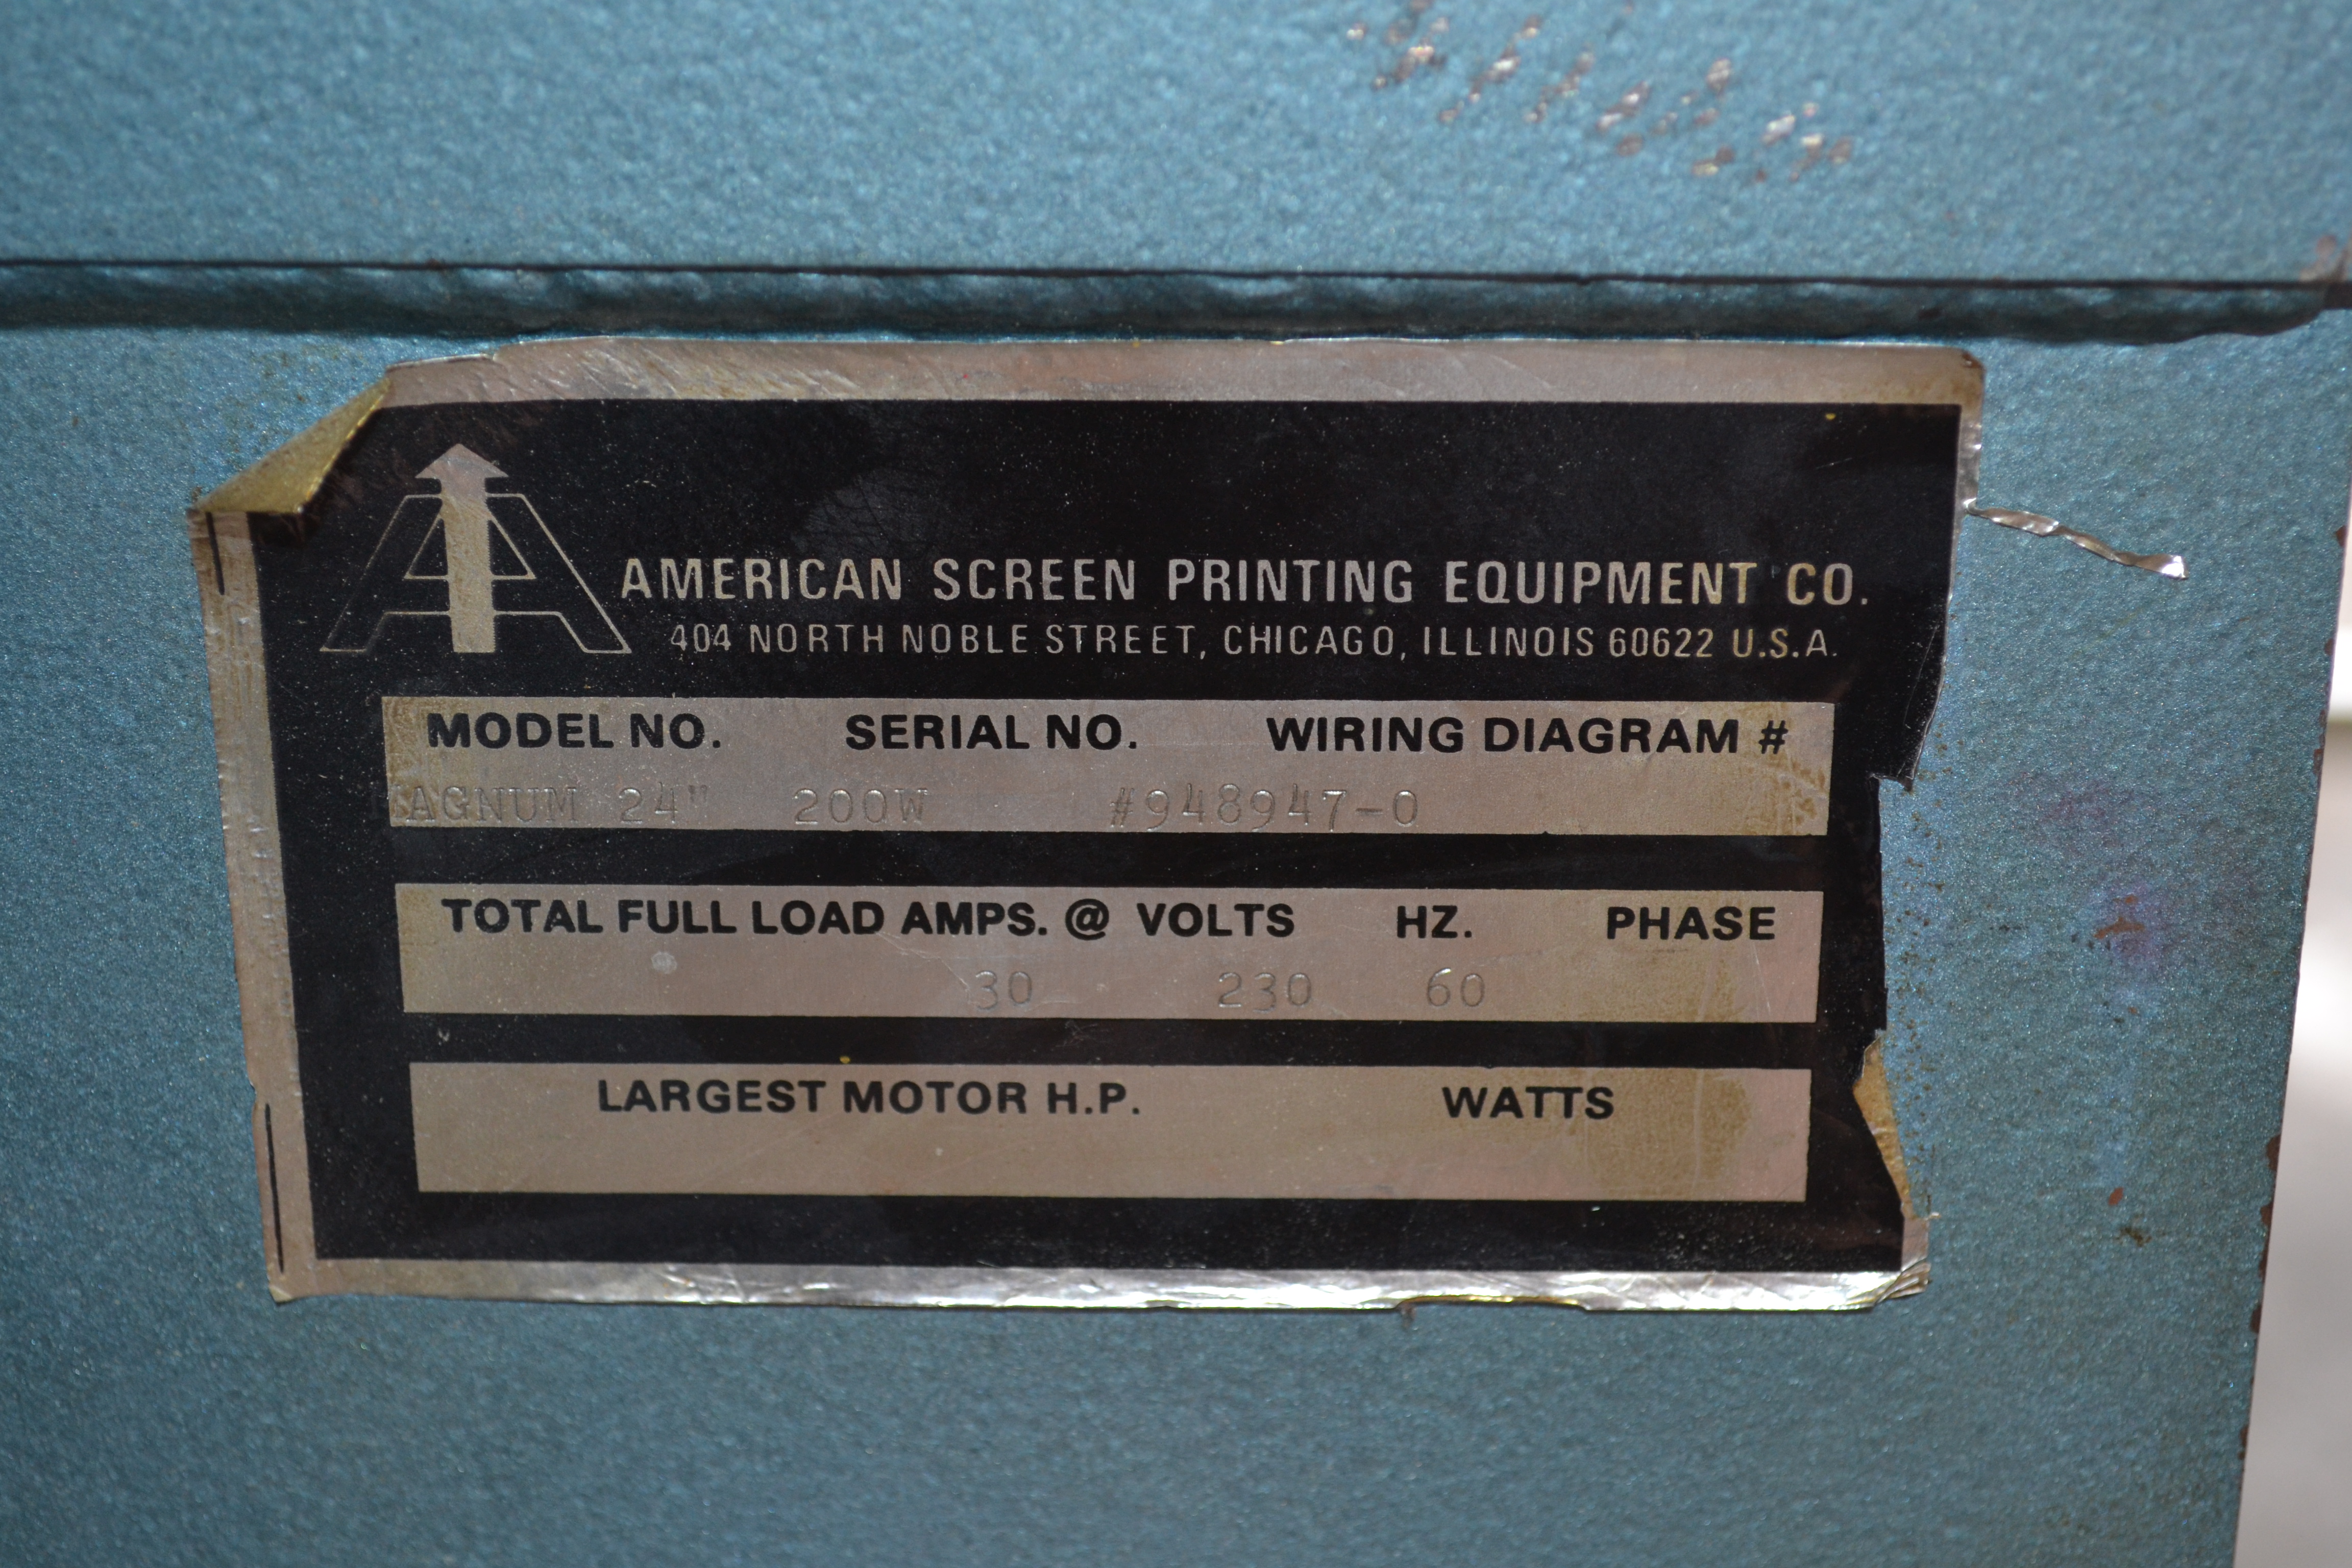 AMERICAN SCREEN PRINTING EQUIPMENT CO.
404 NORTH NOBLE STREET, CHICAGO, ILLINOIS 60622 U.S.A.
MODEL NO. SERIAL NO. WIRING DIAGRAM #
MAGNUM 24" 200W #948947-0
TOTAL FULL LOAD AMPS. @ VOLTS HZ. PHASE
30 230 60
LARGEST MOTOR H.P. WATTS